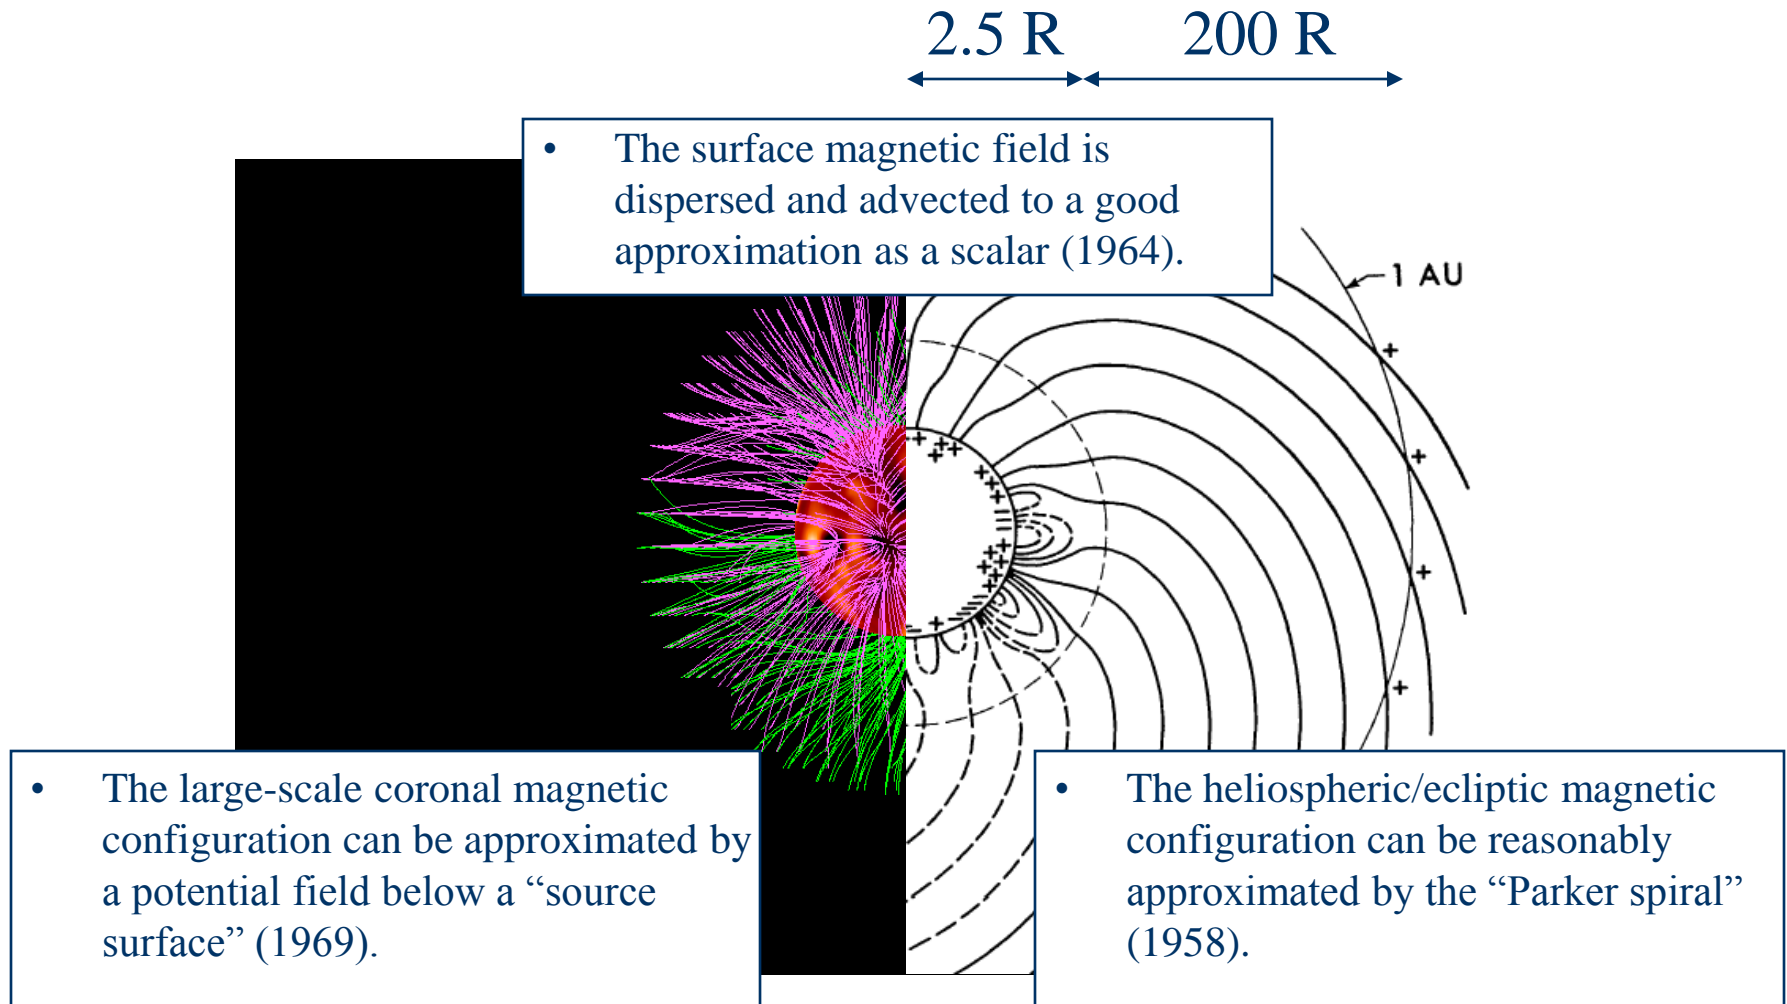 2.5 R 200 R
• The surface magnetic field is
dispersed and advected to a good
approximation as a scalar (1964).
1 AU
+
+
+
+
• The large-scale coronal magnetic
configuration can be approximated by
a potential field below a “source
surface” (1969).
• The heliospheric/ecliptic magnetic
configuration can be reasonably
approximated by the “Parker spiral”
(1958).